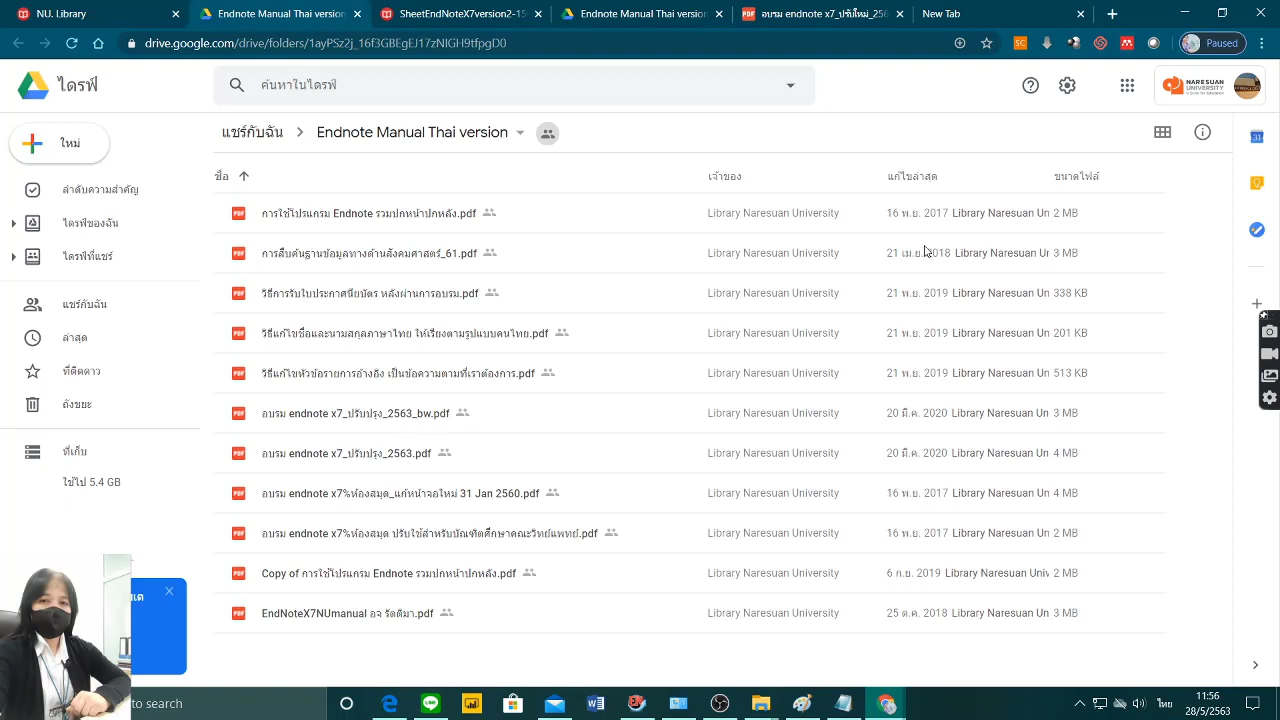 NU. Library
Endnote Manual Thai version
SheetEndNoteX7version2-15
Endnote Manual Thai version
อบรม endnote x7_ปรับใหม่_256
New Tab
drive.google.com/drive/folders/1ayPSz2j_16f3GBEgEJ17zNIGH9tfpgD0
Paused
ไดรฟ์
ค้นหาในไดรฟ์
NARESUAN
UNIVERSITY
ใหม่
แชร์กับฉัน > Endnote Manual Thai version
ชื่อ เจ้าของ แก้ไขล่าสุด ขนาดไฟล์
ลำดับความสำคัญ
ไดรฟ์ของฉัน
ไดรฟ์ที่แชร์
แชร์กับฉัน
ล่าสุด
ที่ติดดาว
ถังขยะ
ที่เก็บ
ใช้ไป 5.4 GB
การใช้โปรแกรม Endnote รวมปกหน้าปกหลัง.pdf Library Naresuan University 16 พ.ย. 2017 Library Naresuan Un 2 MB
การสืบค้นฐานข้อมูลทางด้านสังคมศาสตร์_61.pdf Library Naresuan University 21 เม.ย. 2018 Library Naresuan Ur 3 MB
วิธีการรับใบประกาศนียบัตร หลังผ่านการอบรม.pdf Library Naresuan University 21 พ.ย. 2019 Library Naresuan Un 338 KB
วิธีแก้ไขชื่อและนามสกุลภาษาไทย ให้เรียงตามรูปแบบคนไทย.pdf Library Naresuan University 21 พ.ย. 2019 Library Naresuan Un 201 KB
วิธีแก้ไขหัวข้อรายการอ้างอิง เป็นข้อความตามที่เราต้องการ.pdf Library Naresuan University 21 พ.ย. 2019 Library Naresuan Un 513 KB
อบรม endnote x7_ปรับปรุง_2563_bw.pdf Library Naresuan University 20 มี.ค. 2020 Library Naresuan Un 3 MB
อบรม endnote x7_ปรับปรุง_2563.pdf Library Naresuan University 20 มี.ค. 2020 Library Naresuan Un 4 MB
อบรม endnote x7%ห้องสมุด_แก้หน้าจอใหม่ 31 Jan 2560.pdf Library Naresuan University 16 พ.ย. 2017 Library Naresuan Un 4 MB
อบรม endnote x7%ห้องสมุด ปรับใช้สำหรับบัณฑิตศึกษาคณะวิทย์แพทย์.pdf Library Naresuan University 16 พ.ย. 2017 Library Naresuan Un 2 MB
Copy of การใช้โปรแกรม Endnote รวมปกหน้าปกหลัง.pdf Library Naresuan University 6 ก.ย. 2019 Library Naresuan Univ 2 MB
EndNoteX7NUmanual อจ รัตติมา.pdf Library Naresuan University 25 ต.ค. 2018 Library Naresuan Un 3 MB
to search
ไทย
11:56
28/5/2563